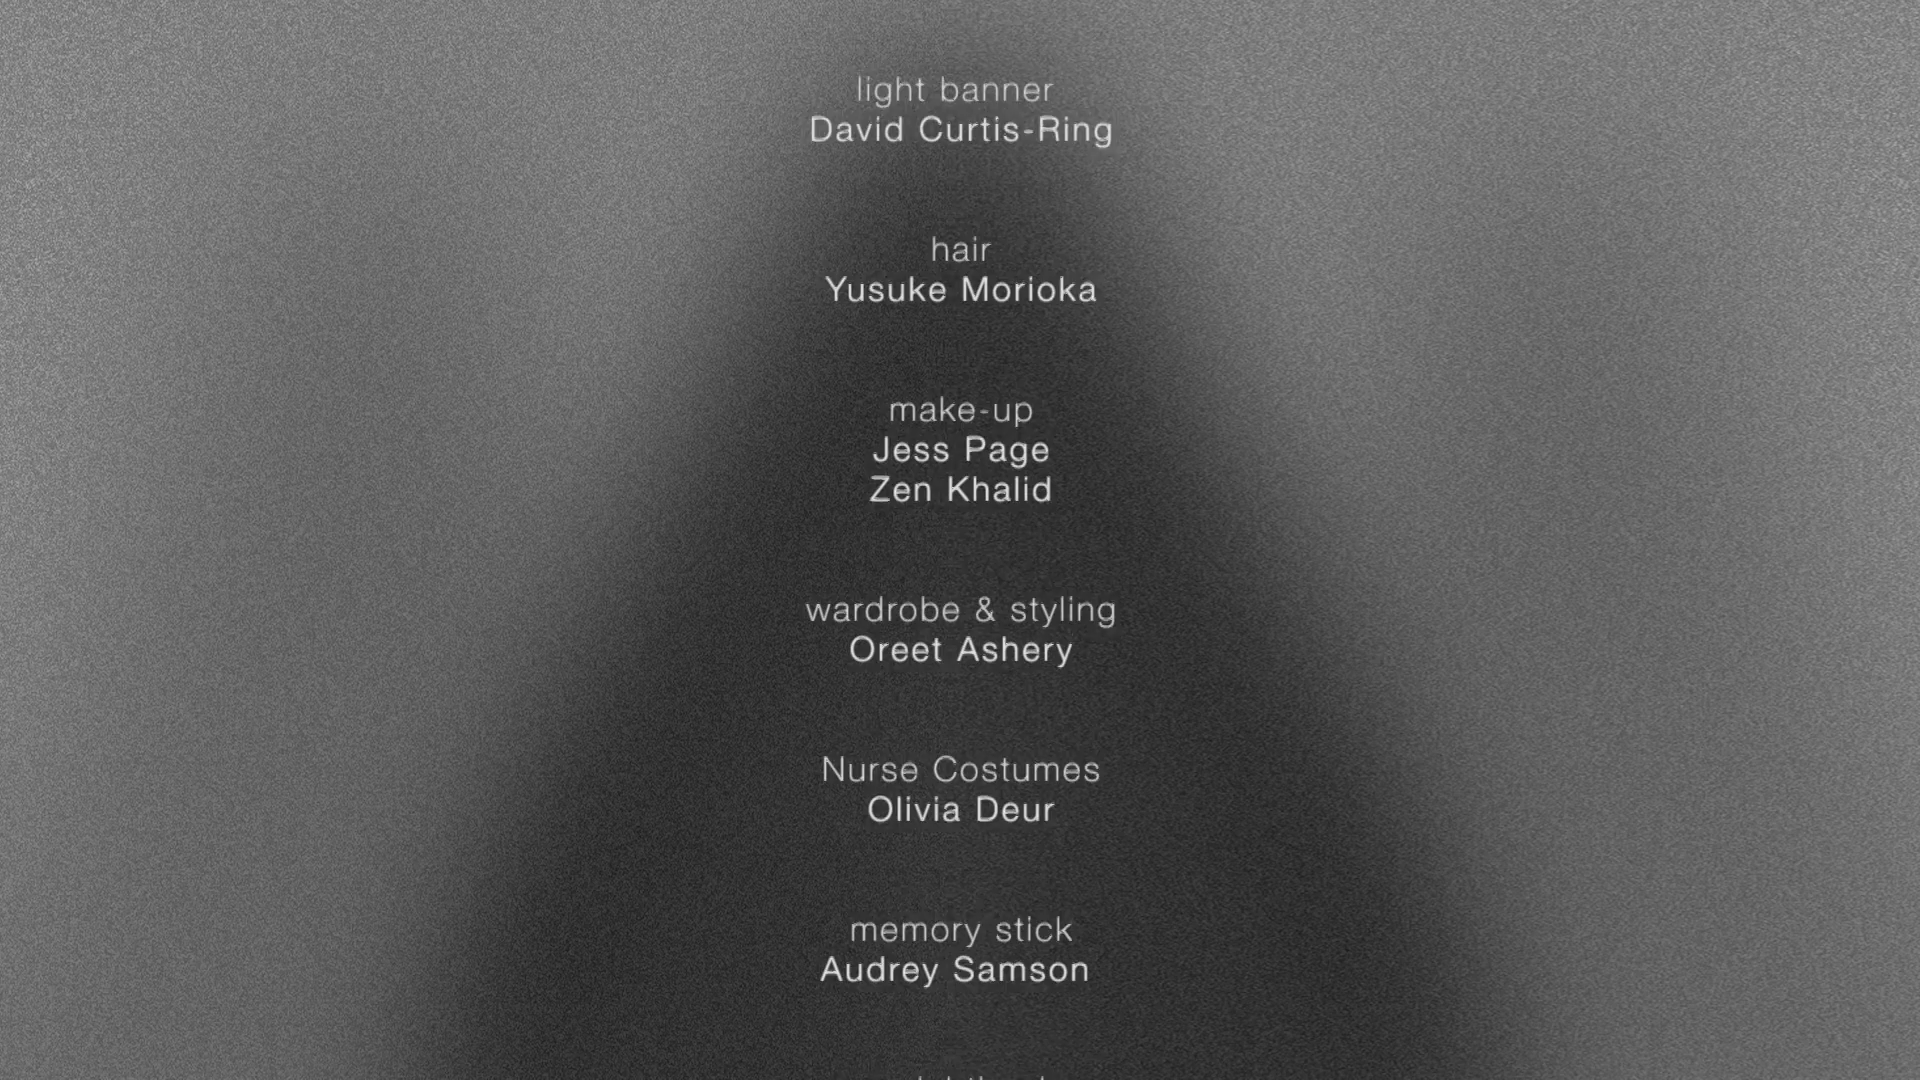 light banner
David Curtis-Ring
hair
Yusuke Morioka
make-up
Jess Page
Zen Khalid
wardrobe & styling
Oreet Ashery
Nurse Costumes
Olivia Deur
memory stick
Audrey Samson